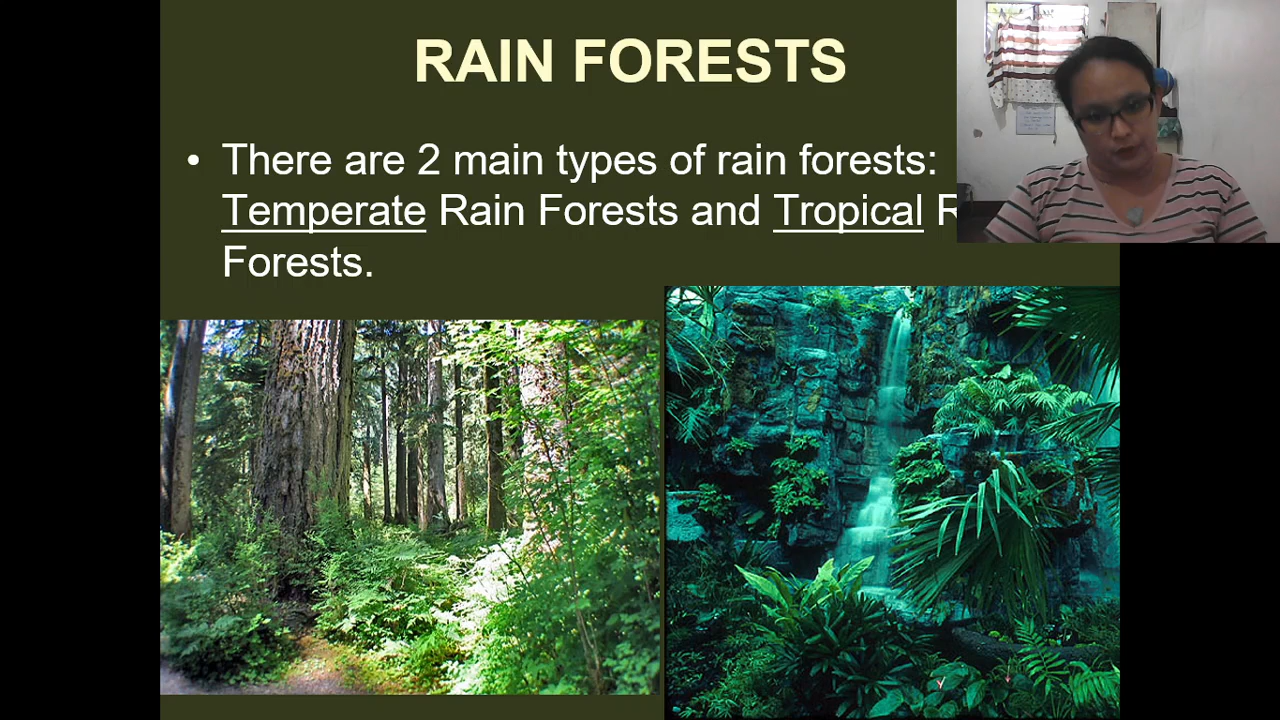 RAIN FORESTS
• There are 2 main types of rain forests:
Temperate Rain Forests and Tropical R
Forests.